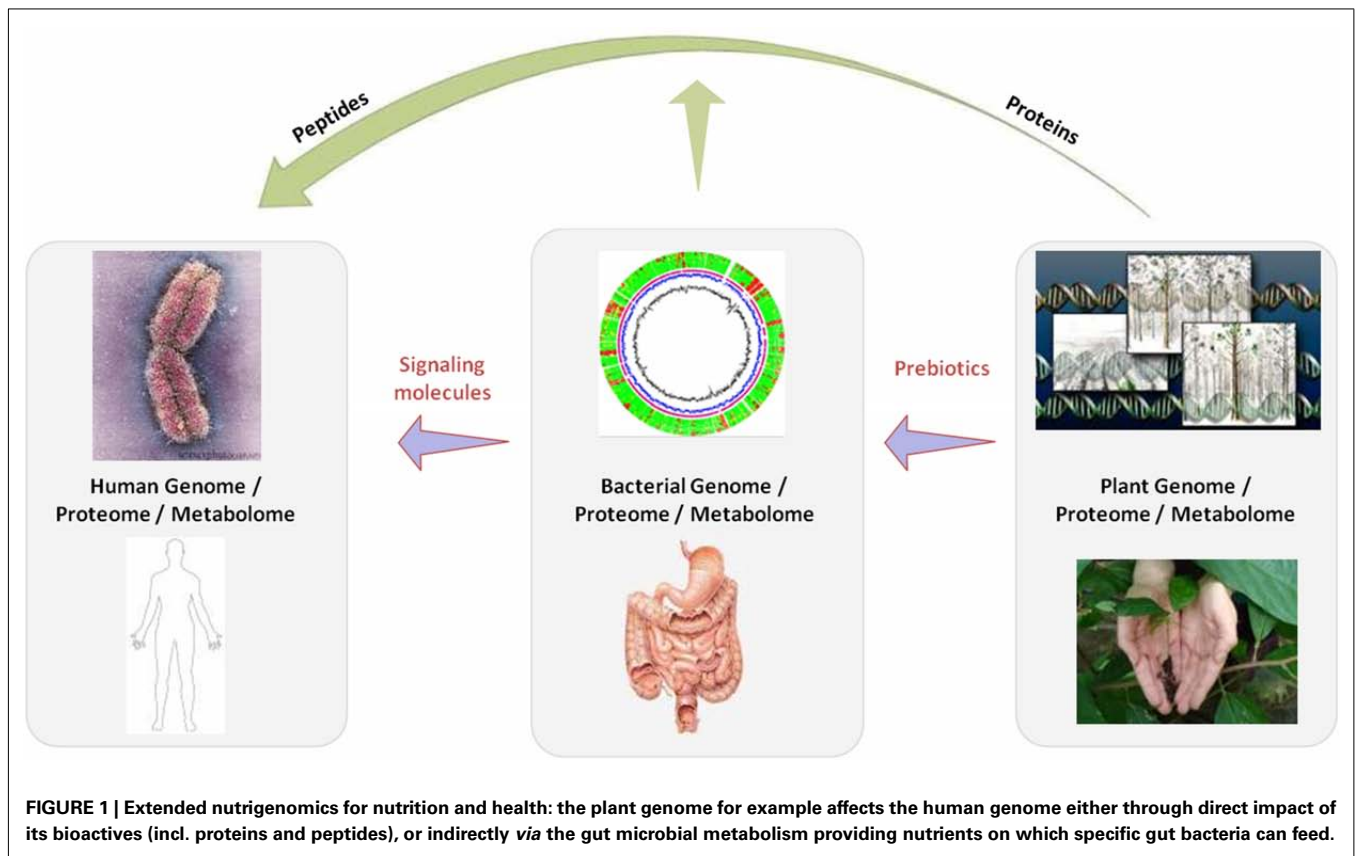 Peptides
Proteins
Signaling
molecules
Prebiotics
Human Genome /
Proteome / Metabolome
Bacterial Genome /
Proteome / Metabolome
Plant Genome /
Proteome / Metabolome
FIGURE 1 | Extended nutrigenomics for nutrition and health: the plant genome for example affects the human genome either through direct impact of
its bioactives (incl. proteins and peptides), or indirectly via the gut microbial metabolism providing nutrients on which specific gut bacteria can feed.